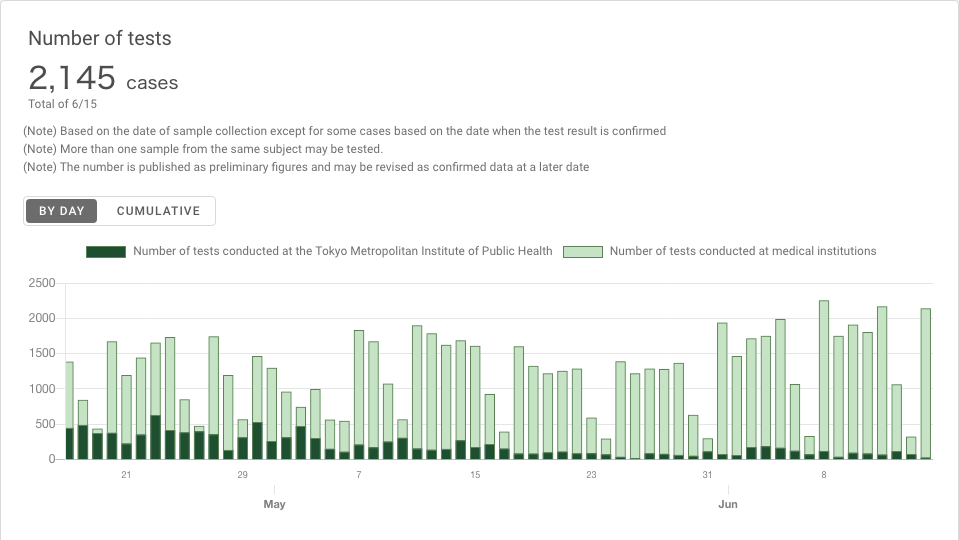 Number of tests
2,145 cases
Total of 6/15
(Note) Based on the date of sample collection except for some cases based on the date when the test result is confirmed
(Note) More than one sample from the same subject may be tested.
(Note) The number is published as preliminary figures and may be revised as confirmed data at a later date
BY DAY CUMULATIVE
Number of tests conducted at the Tokyo Metropolitan Institute of Public Health Number of tests conducted at medical institutions
2500
2000
1500
1000
500
0
21 29 7 15 23 31 8
May Jun